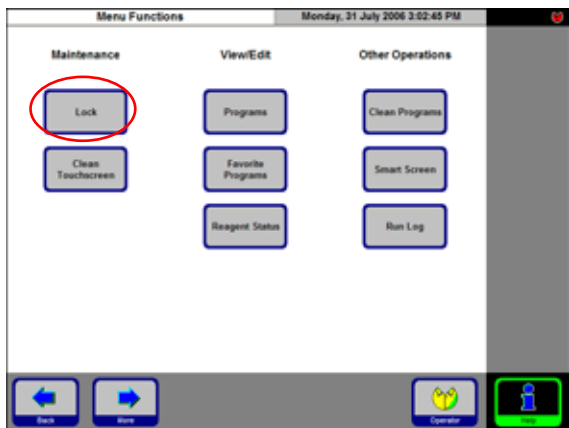 Menu Functions
Monday, 31 July 2006 3:02:45 PM
Maintenance
View/Edit
Other Operations
Lock
Programs
Clean Programs
Clean
Touchscreen
Favorite
Programs
Smart Screen
Reagent Status
Run Log
Back
More
Operator
Help